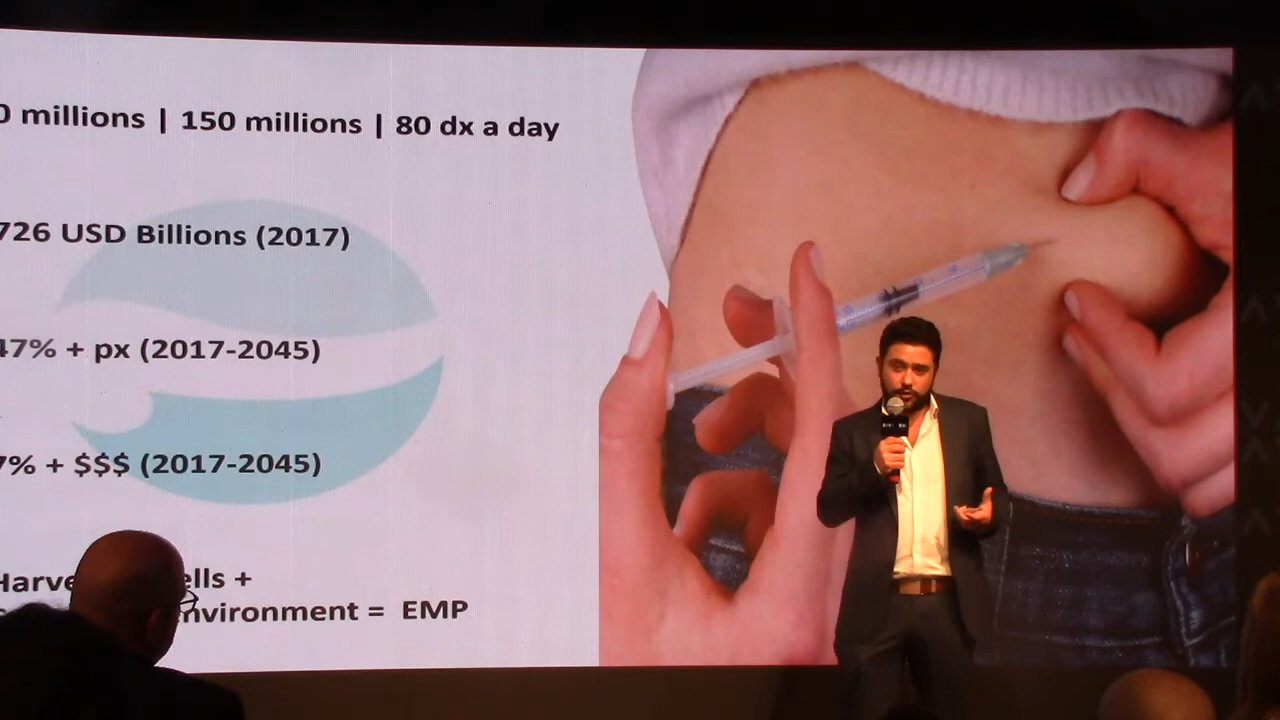 0 millions | 150 millions | 80 dx a day
726 USD Billions (2017)
47% + px (2017-2045)
7% + $$$ (2017-2045)
ells +
nvironment = EMP